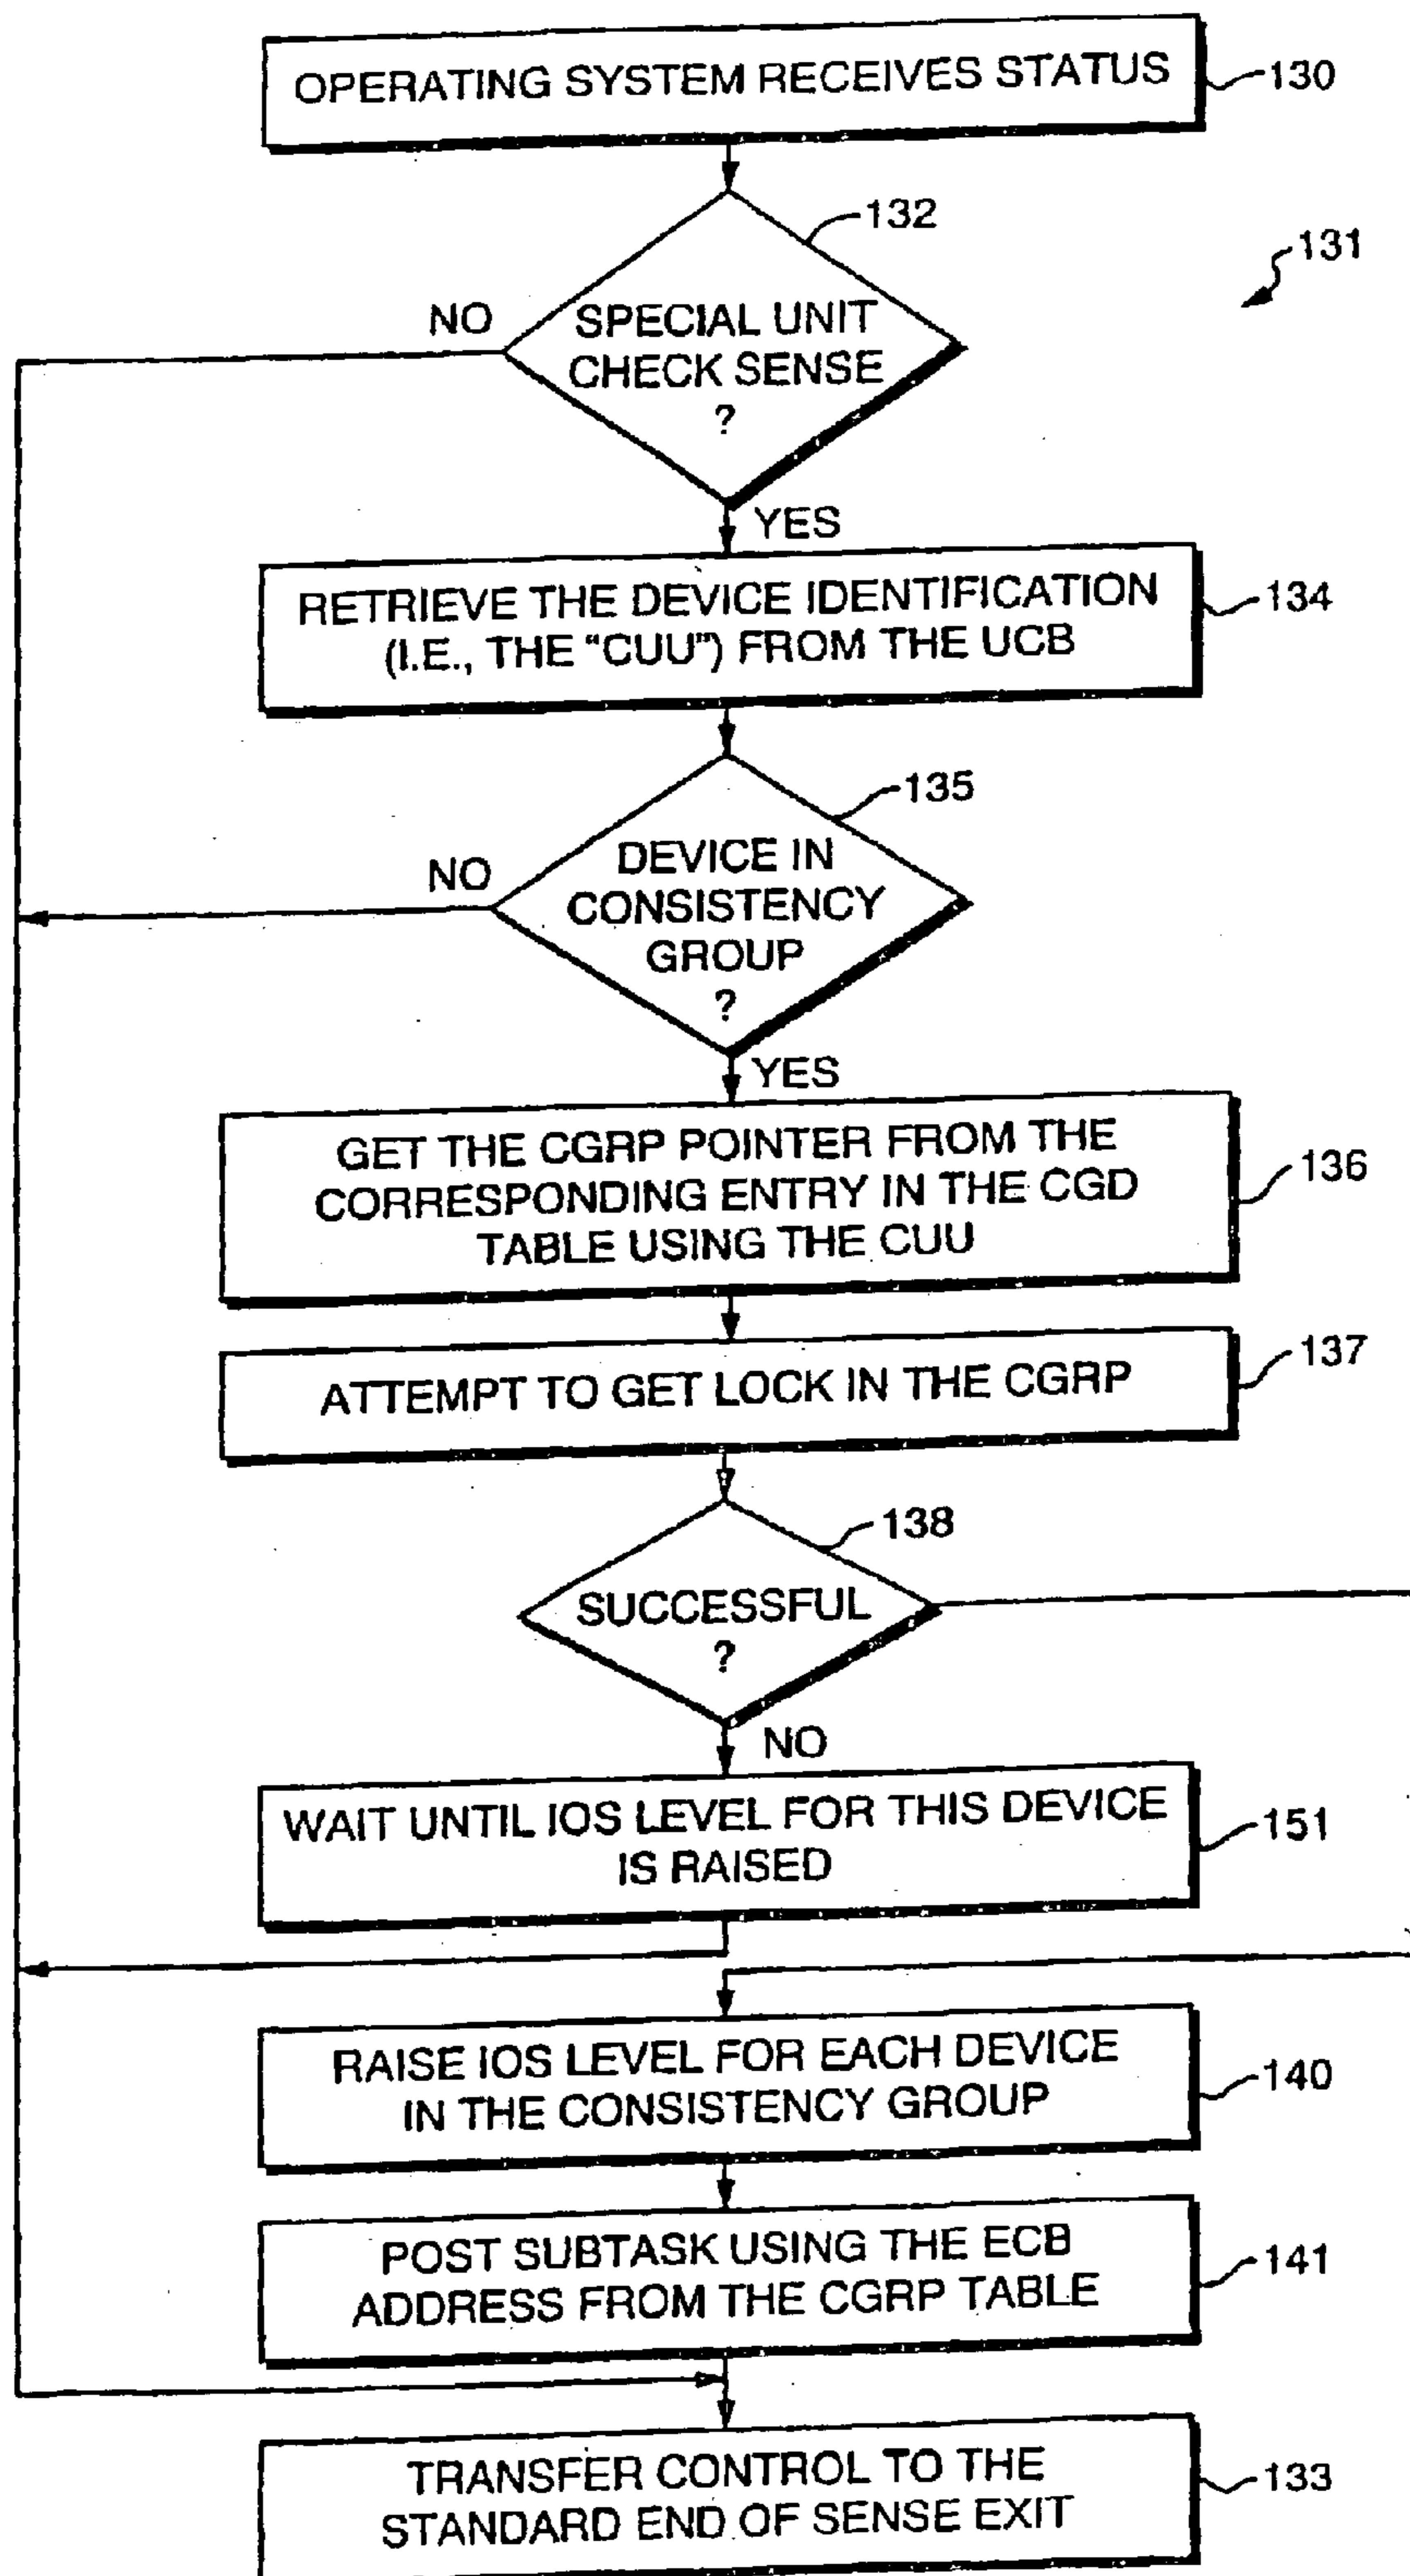 OPERATING SYSTEM RECEIVES STATUS
130
132
131
NO
SPECIAL UNIT
CHECK SENSE
?
YES
RETRIEVE THE DEVICE IDENTIFICATION
(I.E., THE "CUU") FROM THE UCB
134
135
NO
DEVICE IN
CONSISTENCY
GROUP
?
YES
GET THE CGRP POINTER FROM THE
CORRESPONDING ENTRY IN THE CGD
TABLE USING THE CUU
136
ATTEMPT TO GET LOCK IN THE CGRP
137
138
SUCCESSFUL
?
NO
WAIT UNTIL IOS LEVEL FOR THIS DEVICE
IS RAISED
151
RAISE IOS LEVEL FOR EACH DEVICE
IN THE CONSISTENCY GROUP
140
POST SUBTASK USING THE ECB
ADDRESS FROM THE CGRP TABLE
141
TRANSFER CONTROL TO THE
STANDARD END OF SENSE EXIT
133